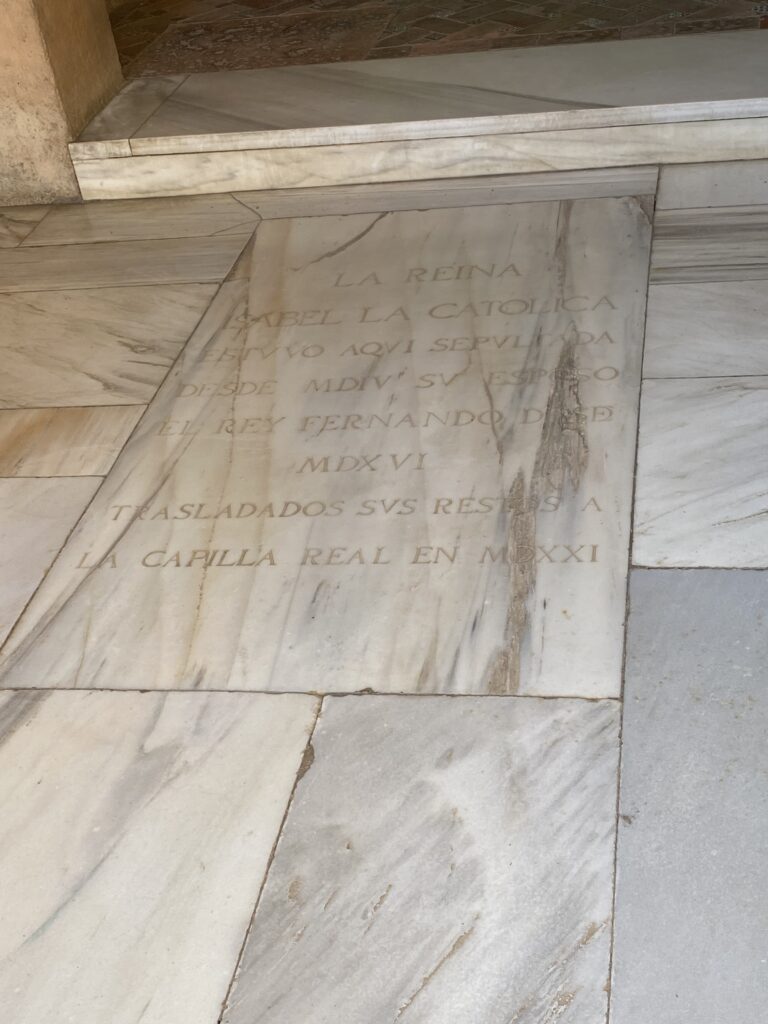 LA REINA
ISABEL LA CATOLICA
ESTVVO AQVI SEPVLTADA
DESDE MDIV SV ESPOSO
EL REY FERNANDO DESDE
MDXVI
TRASLADADOS SVS RESTOS A
LA CAPILLA REAL EN MDXXI